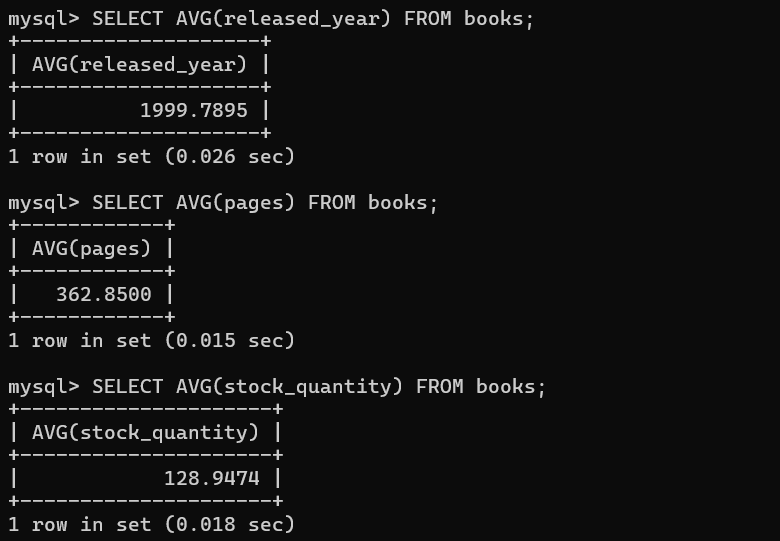 mysql> SELECT AVG(released_year) FROM books;
+--------------------+
| AVG(released_year) |
+--------------------+
|          1999.7895 |
+--------------------+
1 row in set (0.026 sec)

mysql> SELECT AVG(pages) FROM books;
+------------+
| AVG(pages) |
+------------+
|   362.8500 |
+------------+
1 row in set (0.015 sec)

mysql> SELECT AVG(stock_quantity) FROM books;
+---------------------+
| AVG(stock_quantity) |
+---------------------+
|            128.9474 |
+---------------------+
1 row in set (0.018 sec)